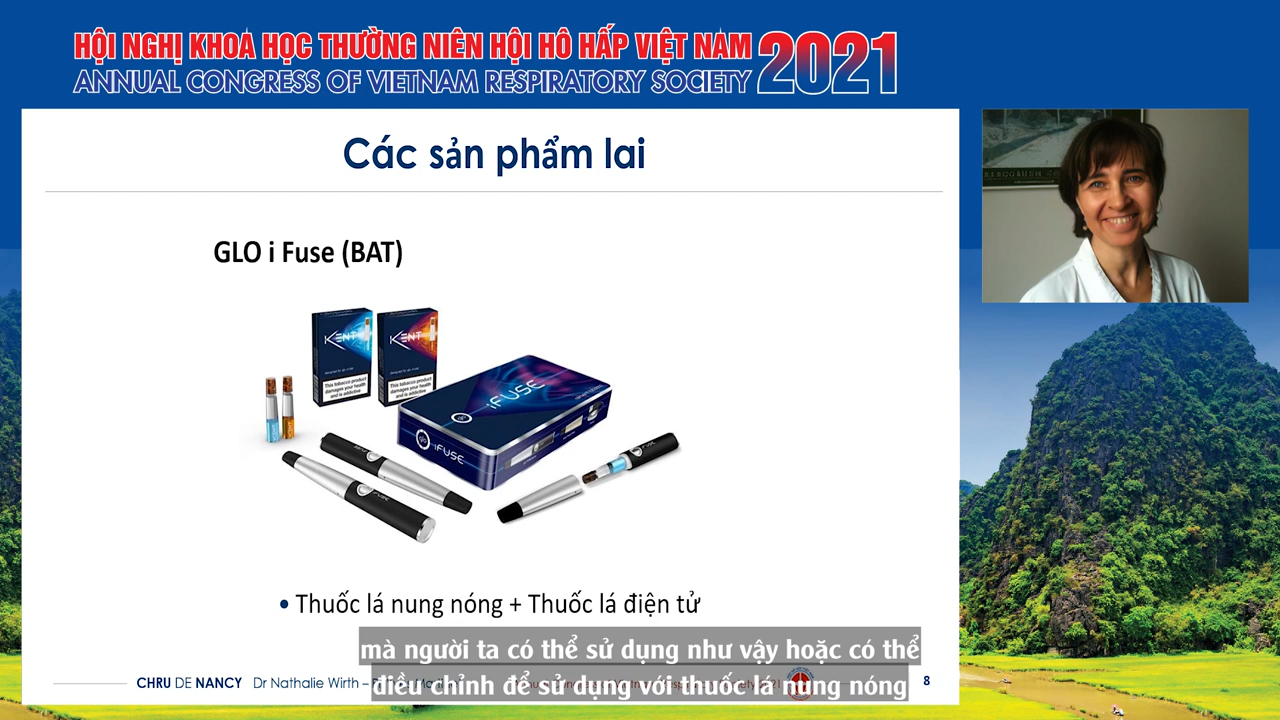 HỘI NGHỊ KHOA HỌC THƯỜNG NIÊN HỘI HÔ HẤP VIỆT NAM 2021
ANNUAL CONGRESS OF VIETNAM RESPIRATORY SOCIETY
Các sản phẩm lai
GLO i Fuse (BAT)
KENT
KENT
This tobacco product damages your health and is addictive
This tobacco product damages your health and is addictive
iFUSE
glo iFUSE
• Thuốc lá nung nóng + Thuốc lá điện tử
mà người ta có thể sử dụng như vậy hoặc có thể
điều chỉnh để sử dụng với thuốc lá nung nóng
CHRU DE NANCY Dr Nathalie Wirth –
8